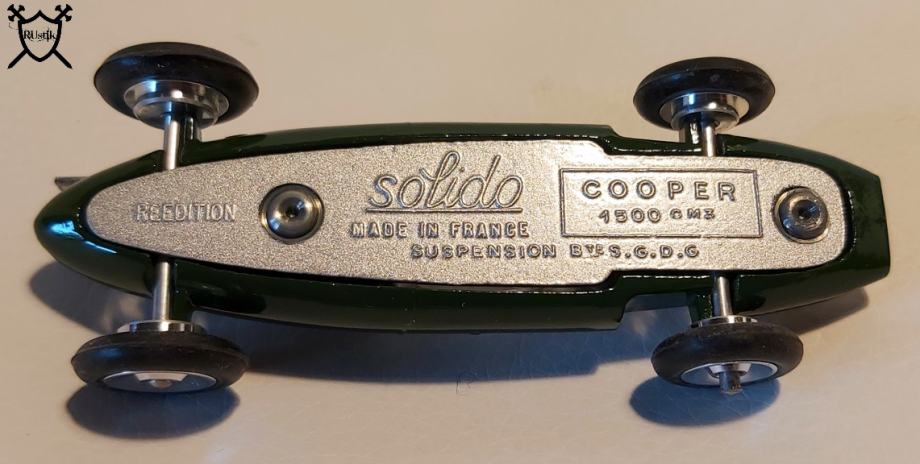 RUstik
REEDITION
solido
MADE IN FRANCE
SUSPENSION BTE S.G.D.G
COOPER
1500 CM3